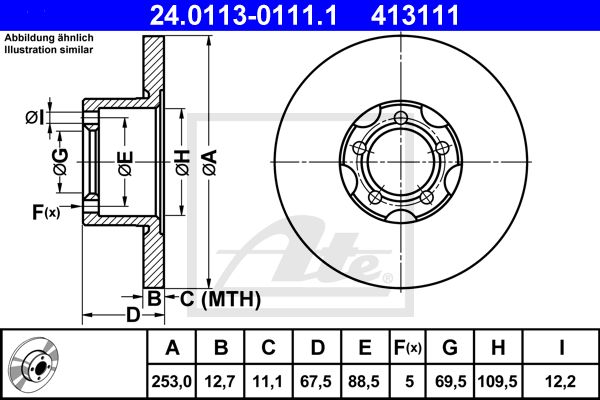 24.0113-0111.1 413111
Abbildung ähnlich
Illustration similar
ØI
ØG
ØE
ØH
ØA
F(x)
B
C (MTH)
D
Ate
A B C D E F(x) G H I
253,0 12,7 11,1 67,5 88,5 5 69,5 109,5 12,2